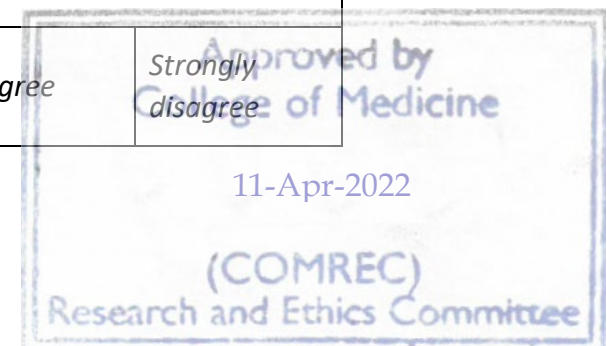 gree
Strongly
disagree
Approved by
College of Medicine
11-Apr-2022
(COMREC)
Research and Ethics Committee